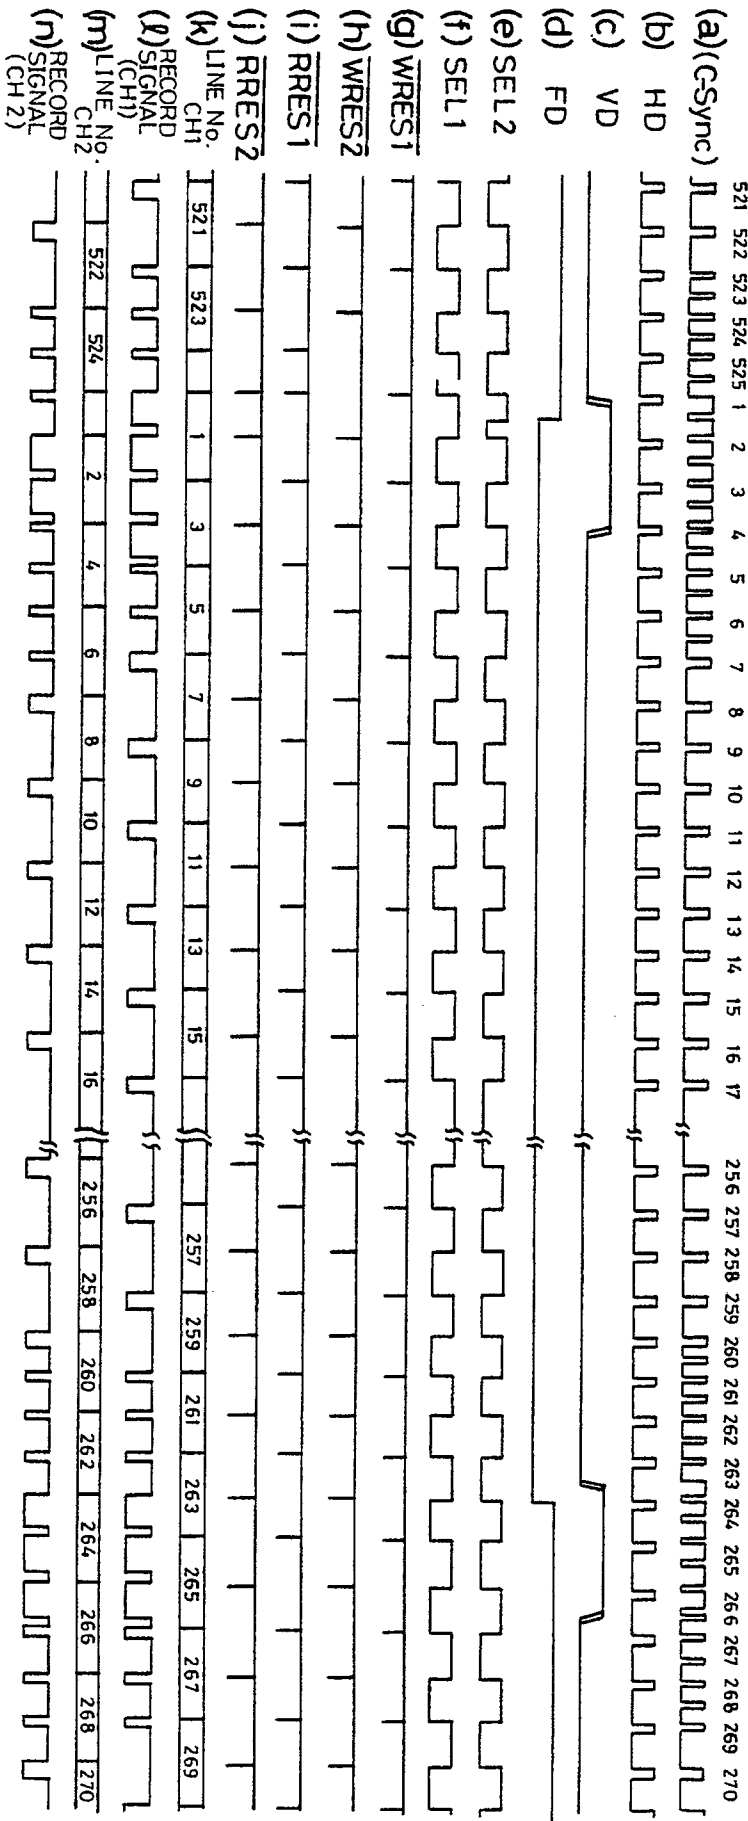 521 522 523 524 525 1 2 3 4 5 6 7 8 9 10 11 12 13 14 15 16 17 256 257 258 259 260 261 262 263 264 265 266 267 268 269 270
(a) (C-Sync)
(b) HD
(c) VD
(d) FD
(e) SEL2
(f) SEL1
(g) WRES1
(h) WRES2
(i) RRES1
(j) RRES2
(k) LINE No. CH1 521 523 1 3 5 7 9 11 13 15 257 259 261 263 265 267 269
(l) RECORD
SIGNAL
(CH1)
(m) LINE No. CH2 522 524 2 4 6 8 10 12 14 16 256 258 260 262 264 266 268 270
(n) RECORD
SIGNAL
(CH 2)